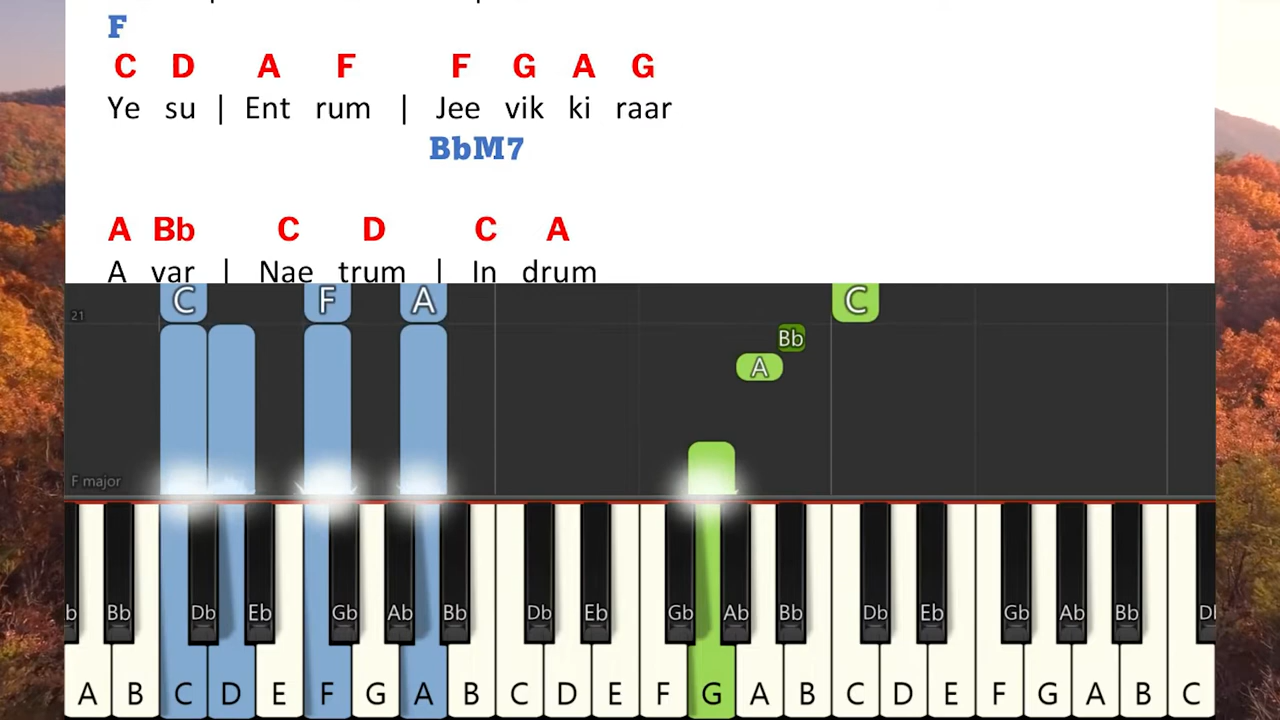 F
C D A F F G A G
Ye su | Ent rum | Jee vik ki raar
BbM7
A Bb C D C A
A var | Nae trum | In drum
C F A C
21
Bb
A
F major
Bb Db Eb Gb Ab Bb Db Eb Gb Ab Bb Db Eb Gb Ab Bb
A B C D E F G A B C D E F G A B C D E F G A B C